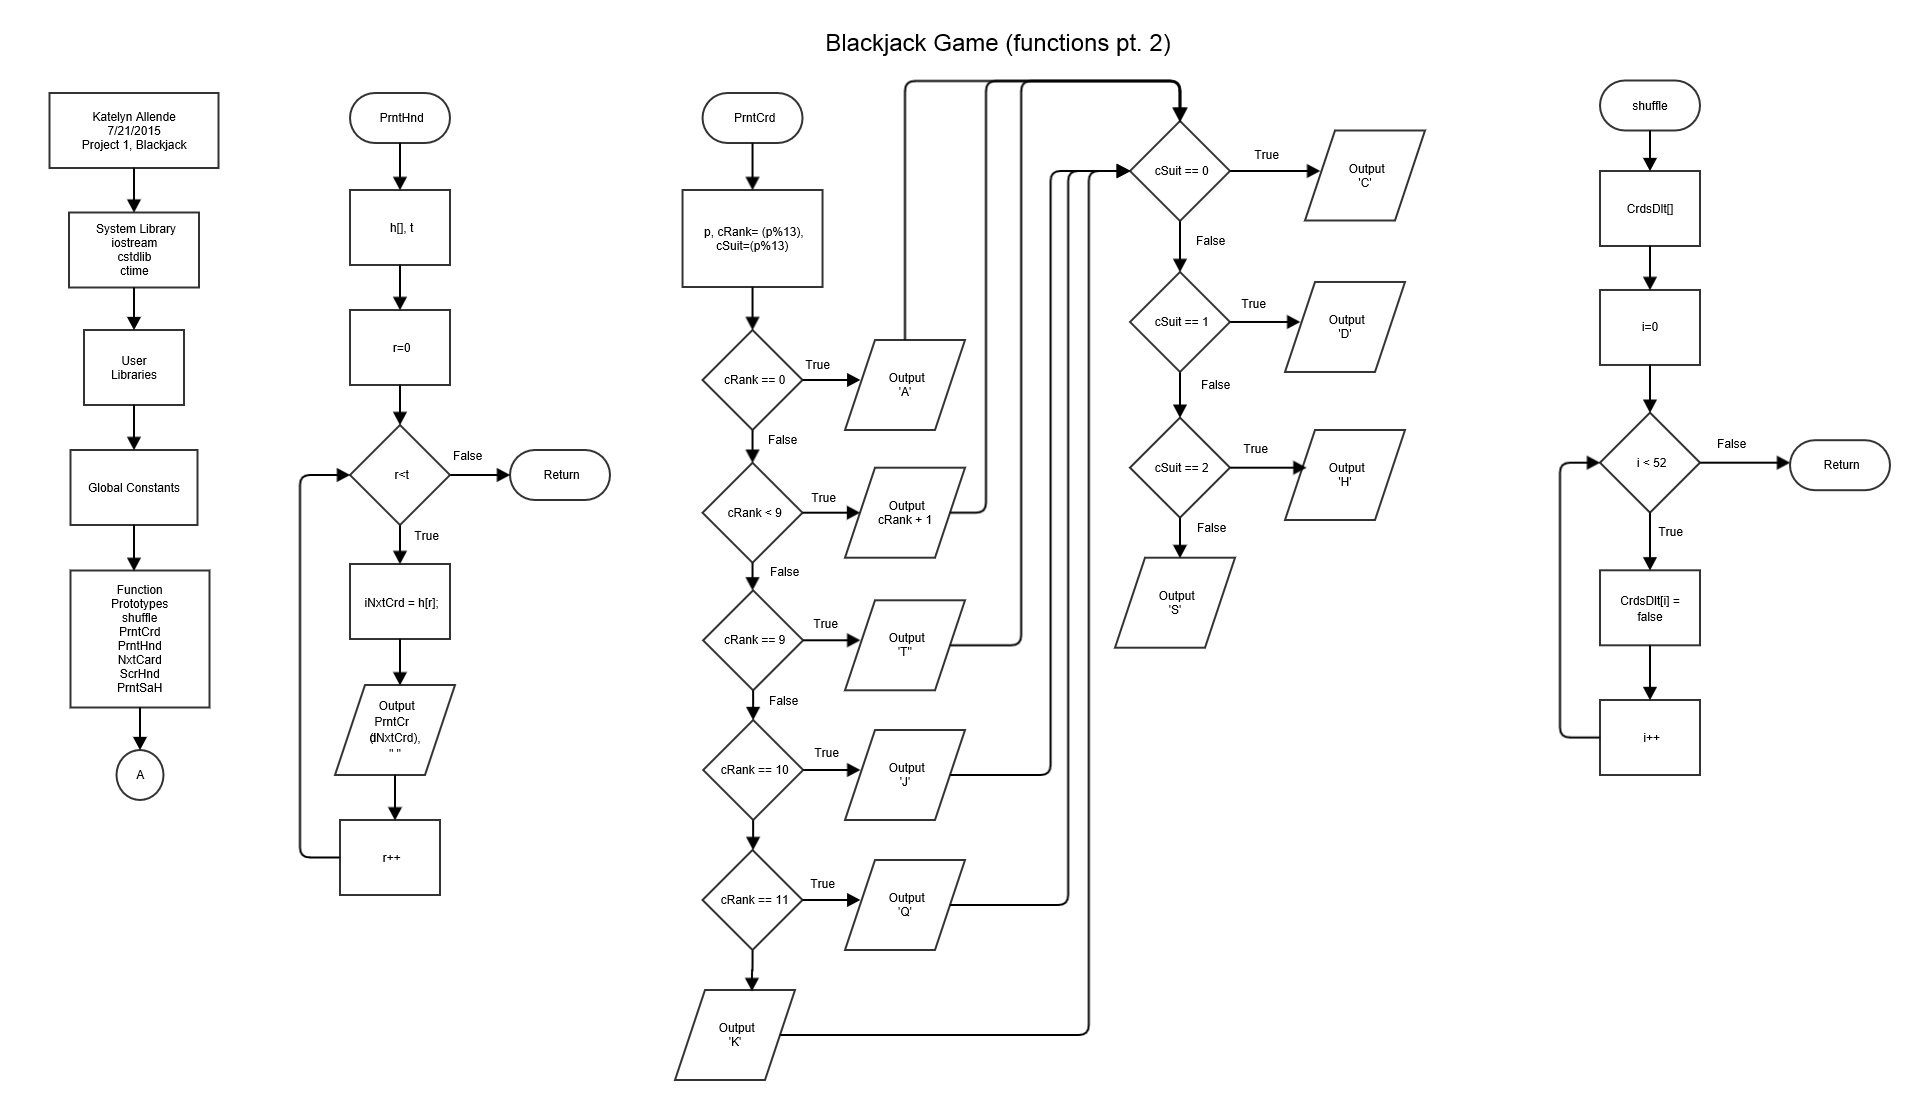 Blackjack Game (functions pt. 2)
Katelyn Allende
7/21/2015
Project 1, Blackjack
System Library
iostream
cstdlib
ctime
User
Libraries
Global Constants
Function
Prototypes
shuffle
PrntCrd
PrntHnd
NxtCard
ScrHnd
PrntSaH
A
PrntHnd
h[], t
r=0
r<t
False
Return
True
iNxtCrd = h[r];
Output
PrntCr
(iNxtCrd),
d
" "
r++
PrntCrd
p, cRank= (p%13),
cSuit=(p%13)
cRank == 0
True
Output
'A'
False
cRank < 9
True
Output
cRank + 1
False
cRank == 9
True
Output
'T"
False
cRank == 10
True
Output
'J'
cRank == 11
True
Output
'Q'
Output
'K'
cSuit == 0
True
Output
'C'
False
cSuit == 1
True
Output
'D'
False
cSuit == 2
True
Output
'H'
False
Output
'S'
shuffle
CrdsDlt[]
i=0
i < 52
False
Return
True
CrdsDlt[i] =
false
i++